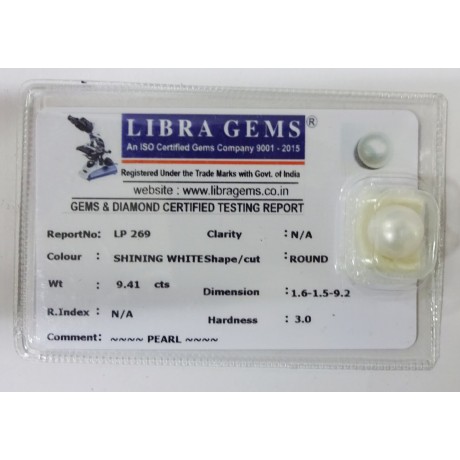 LIBRA GEMS®
An ISO Certified Gems Company 9001 - 2015
Registered Under the Trade Marks with Govt. of India
website : www.libragems.co.in
GEMS & DIAMOND CERTIFIED TESTING REPORT
ReportNo: LP 269 Clarity : N/A
Colour : SHINING WHITE Shape/cut : ROUND
Wt : 9.41 cts Dimension : 1.6-1.5-9.2
R.Index : N/A Hardness : 3.0
Comment: ~~~~ PEARL ~~~~